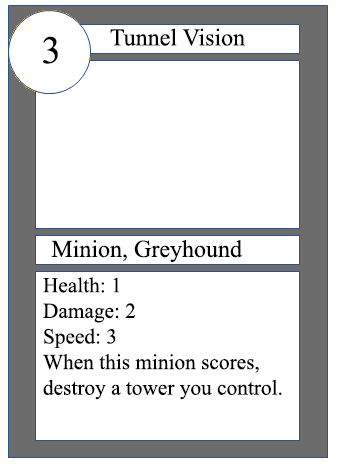 3
Tunnel Vision
Minion, Greyhound
Health: 1
Damage: 2
Speed: 3
When this minion scores,
destroy a tower you control.